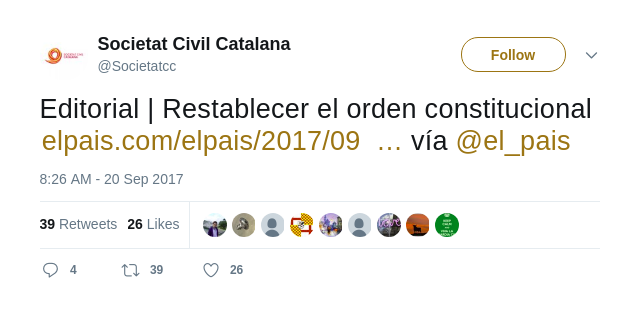 Societat Civil Catalana
@Societatcc
Follow
Editorial | Restablecer el orden constitucional
elpais.com/elpais/2017/09 … vía @el_pais
8:26 AM - 20 Sep 2017
39 Retweets 26 Likes
4 39 26